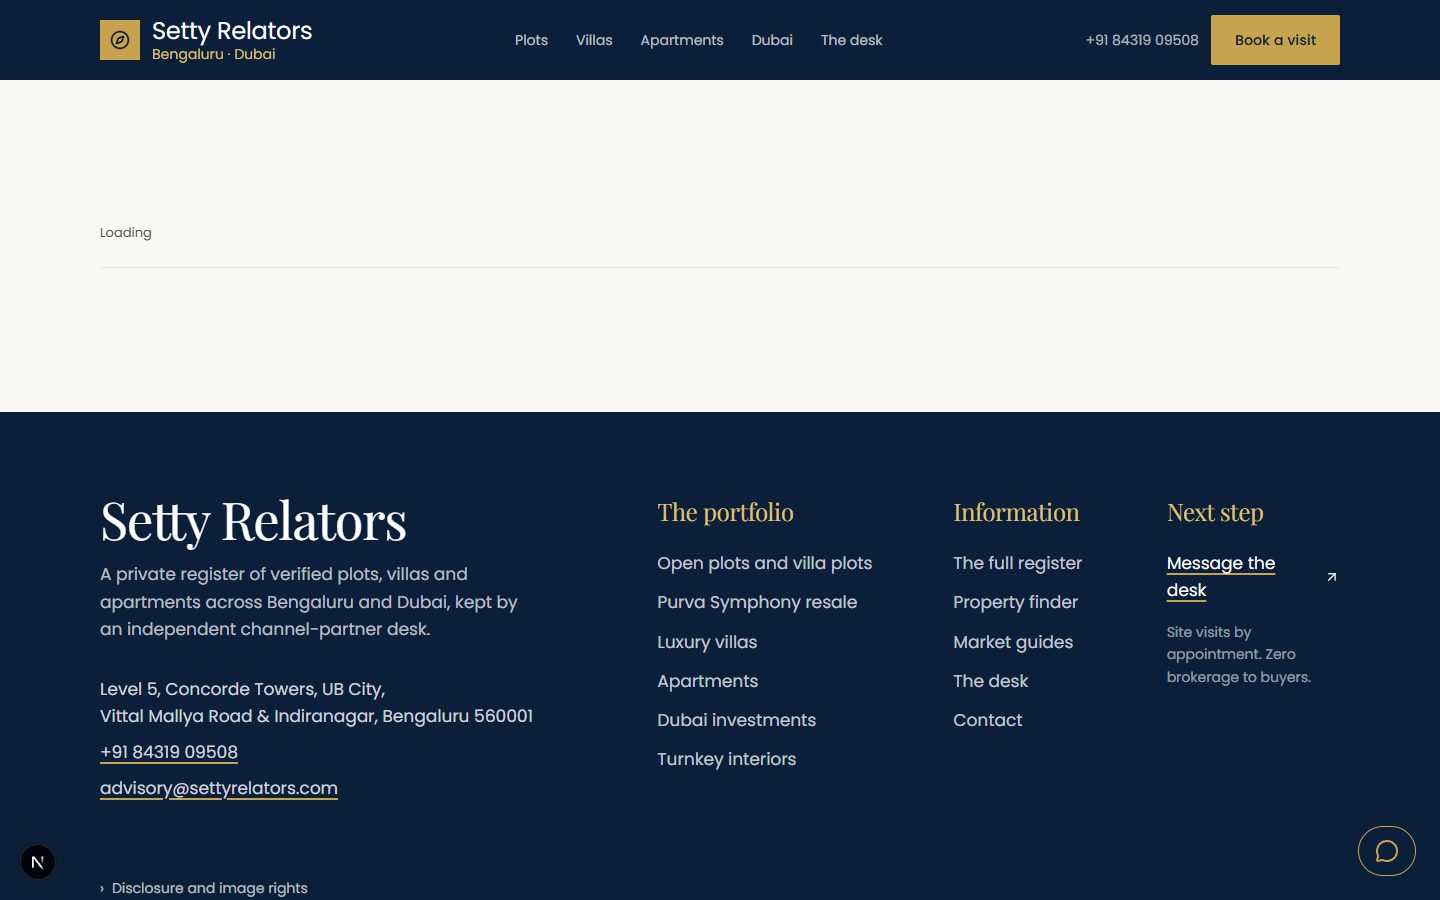 Setty Relators
Bengaluru · Dubai
Plots
Villas
Apartments
Dubai
The desk
+91 84319 09508
Book a visit
Loading
Setty Relators
A private register of verified plots, villas and
apartments across Bengaluru and Dubai, kept by
an independent channel-partner desk.
Level 5, Concorde Towers, UB City,
Vittal Mallya Road & Indiranagar, Bengaluru 560001
+91 84319 09508
advisory@settyrelators.com
The portfolio
Open plots and villa plots
Purva Symphony resale
Luxury villas
Apartments
Dubai investments
Turnkey interiors
Information
The full register
Property finder
Market guides
The desk
Contact
Next step
Message the
desk
Site visits by
appointment. Zero
brokerage to buyers.
N
› Disclosure and image rights